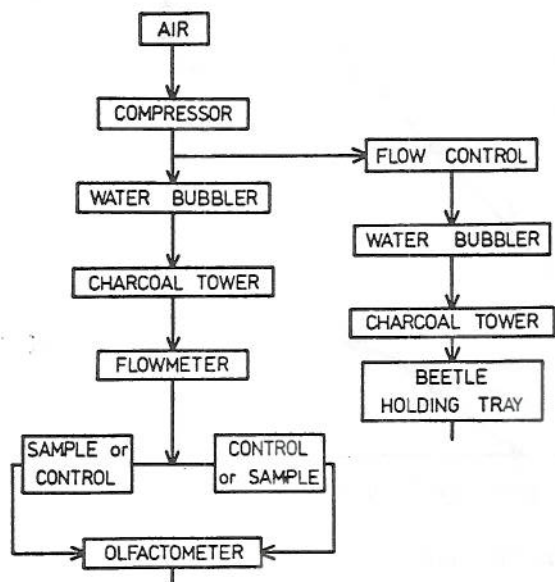 AIR
COMPRESSOR
FLOW CONTROL
WATER BUBBLER
WATER BUBBLER
CHARCOAL TOWER
CHARCOAL TOWER
FLOWMETER
BEETLE
HOLDING TRAY
SAMPLE or
CONTROL
CONTROL
or SAMPLE
OLFACTOMETER